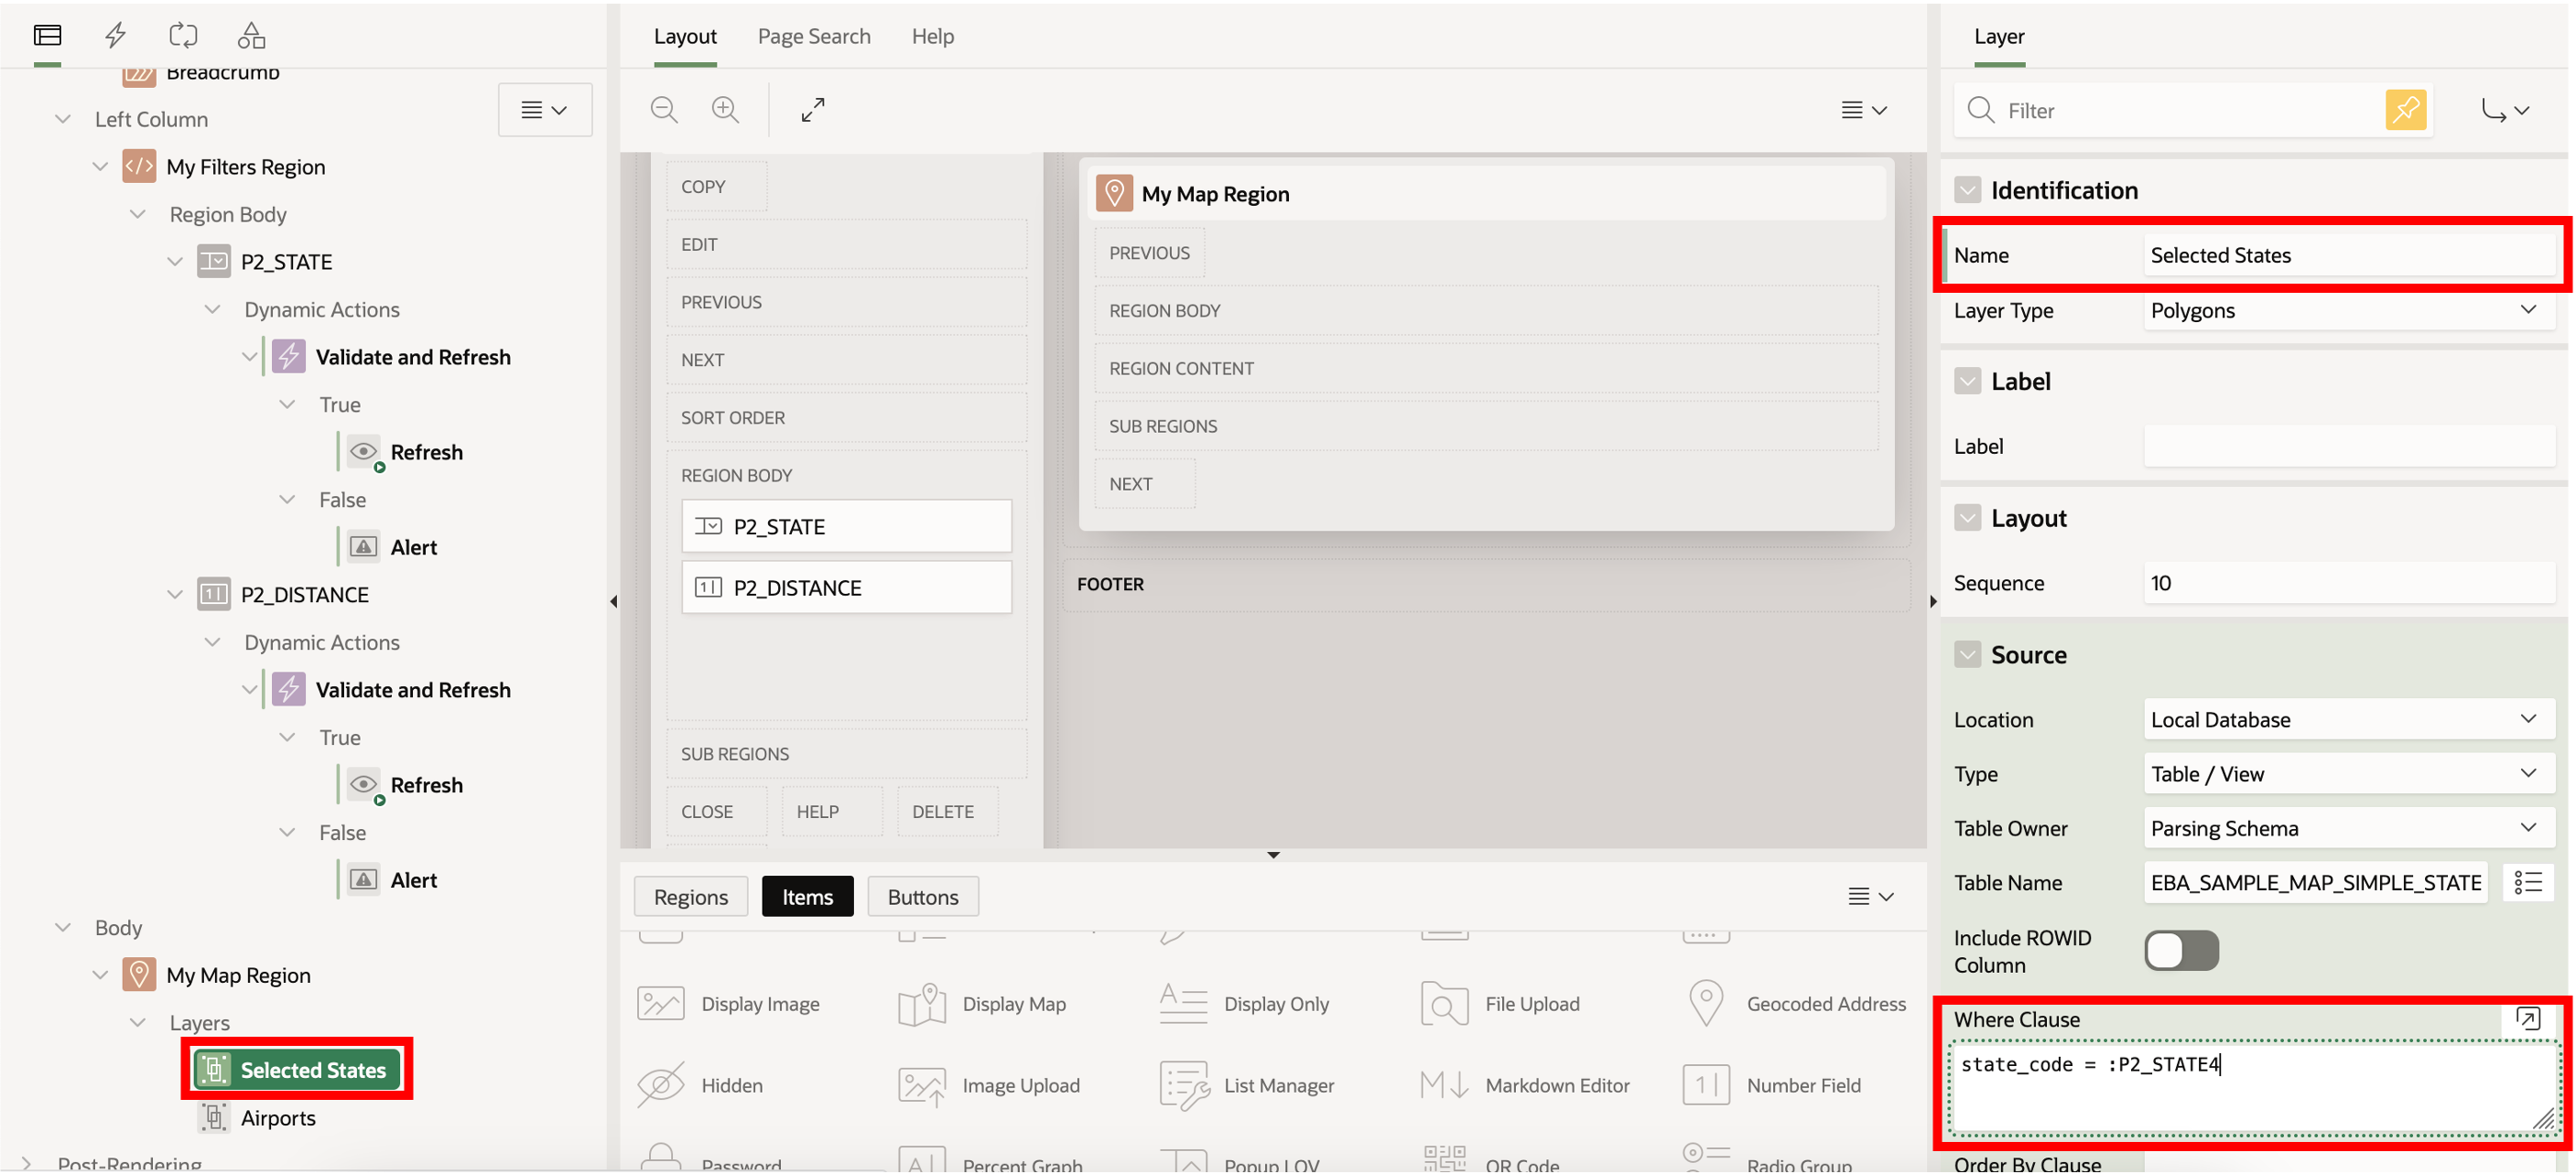 Breadcrumb
Left Column
My Filters Region
Region Body
P2_STATE
Dynamic Actions
Validate and Refresh
True
Refresh
False
Alert
P2_DISTANCE
Dynamic Actions
Validate and Refresh
True
Refresh
False
Alert
Body
My Map Region
Layers
Selected States
Airports
Post-Rendering
Layout Page Search Help
COPY
EDIT
PREVIOUS
NEXT
SORT ORDER
REGION BODY
P2_STATE
P2_DISTANCE
SUB REGIONS
CLOSE HELP DELETE
My Map Region
PREVIOUS
REGION BODY
REGION CONTENT
SUB REGIONS
NEXT
FOOTER
Regions Items Buttons
Display Image Display Map Display Only File Upload Geocoded Address
Hidden Image Upload List Manager Markdown Editor Number Field
Password Percent Graph Popup LOV QR Code Radio Group
Layer
Filter
Identification
Name Selected States
Layer Type Polygons
Label
Label
Layout
Sequence 10
Source
Location Local Database
Type Table / View
Table Owner Parsing Schema
Table Name EBA_SAMPLE_MAP_SIMPLE_STATE
Include ROWID
Column
Where Clause
state_code = :P2_STATE4
Order By Clause